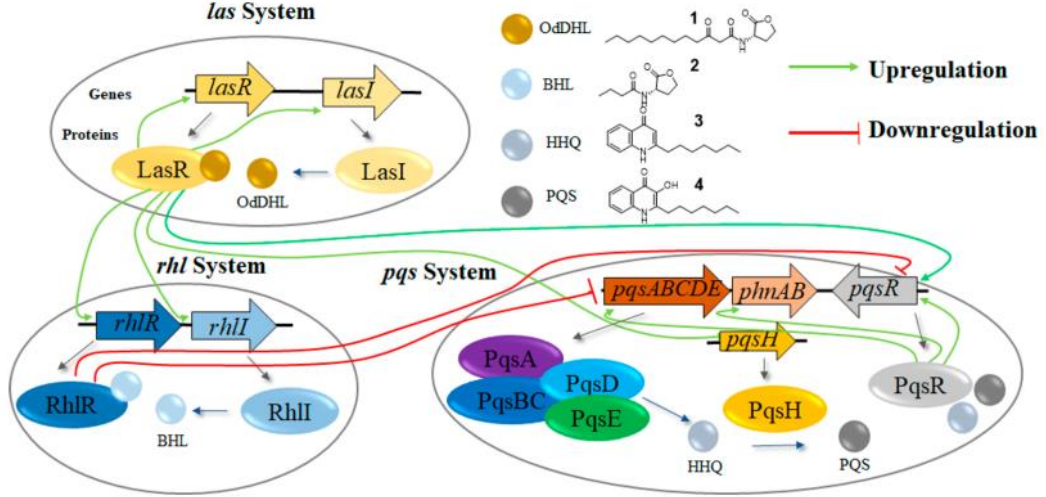 las System
Genes
lasR
lasI
Proteins
LasR
OdDHL
LasI
OdDHL
BHL
HHQ
PQS
1
O
O
O
O
N
H
2
O
O
O
N
H
3
O
N
H
4
O
OH
N
H
Upregulation
Downregulation
rhl System
rhlR
rhlI
RhlR
BHL
RhlI
pqs System
pqsABCDE
phnAB
pqsR
pqsH
PqsA
PqsD
PqsBC
PqsE
PqsH
PqsR
HHQ
PQS